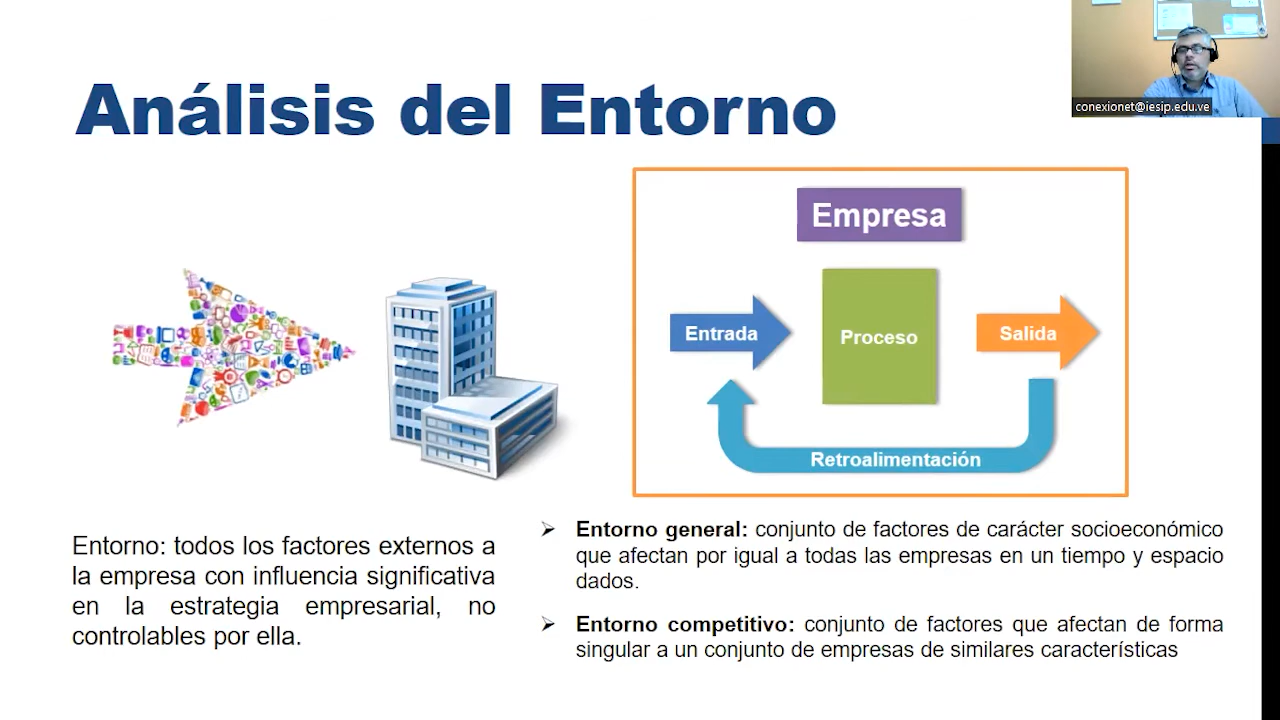 Análisis del Entorno
conexionet@iesip.edu.ve
Empresa
Entrada
Proceso
Salida
Retroalimentación
Entorno: todos los factores externos a
la empresa con influencia significativa
en la estrategia empresarial, no
controlables por ella.
➢ Entorno general: conjunto de factores de carácter socioeconómico
que afectan por igual a todas las empresas en un tiempo y espacio
dados.
➢ Entorno competitivo: conjunto de factores que afectan de forma
singular a un conjunto de empresas de similares características